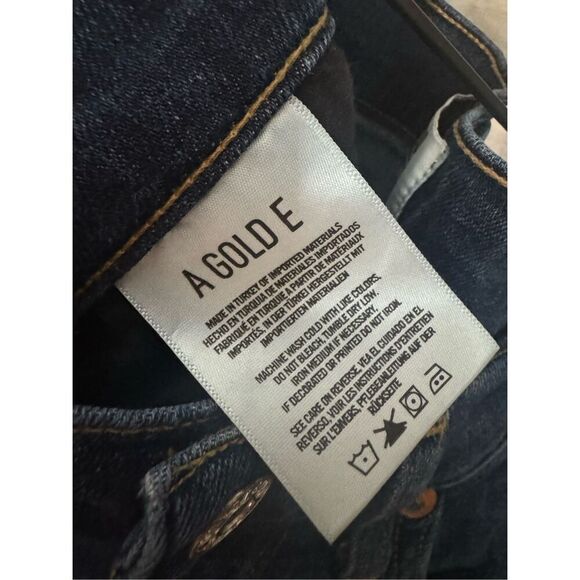 A GOLD E
MADE IN TURKEY OF IMPORTED MATERIALS
HECHO EN TURQUIA DE MATERIALES IMPORTADOS
FABRIQUÉ EN TURQUIE A PARTIR DE MATÉRIAUX
IMPORTÉS, IN DER TÜRKEI HERGESTELLT MIT
IMPORTIERTEN MATERIALIEN
MACHINE WASH COLD WITH LIKE COLORS.
DO NOT BLEACH. TUMBLE DRY LOW.
IRON MEDIUM IF NECESSARY.
IF DECORATED OR PRINTED DO NOT IRON.
SEE CARE ON REVERSE, VEA EL CUIDADO EN EL
REVERSO, VOIR LES INSTRUCTIONS D'ENTRETIEN
SUR L'ENVERS, PFLEGEANLEITUNG AUF DER
RÜCKSEITE